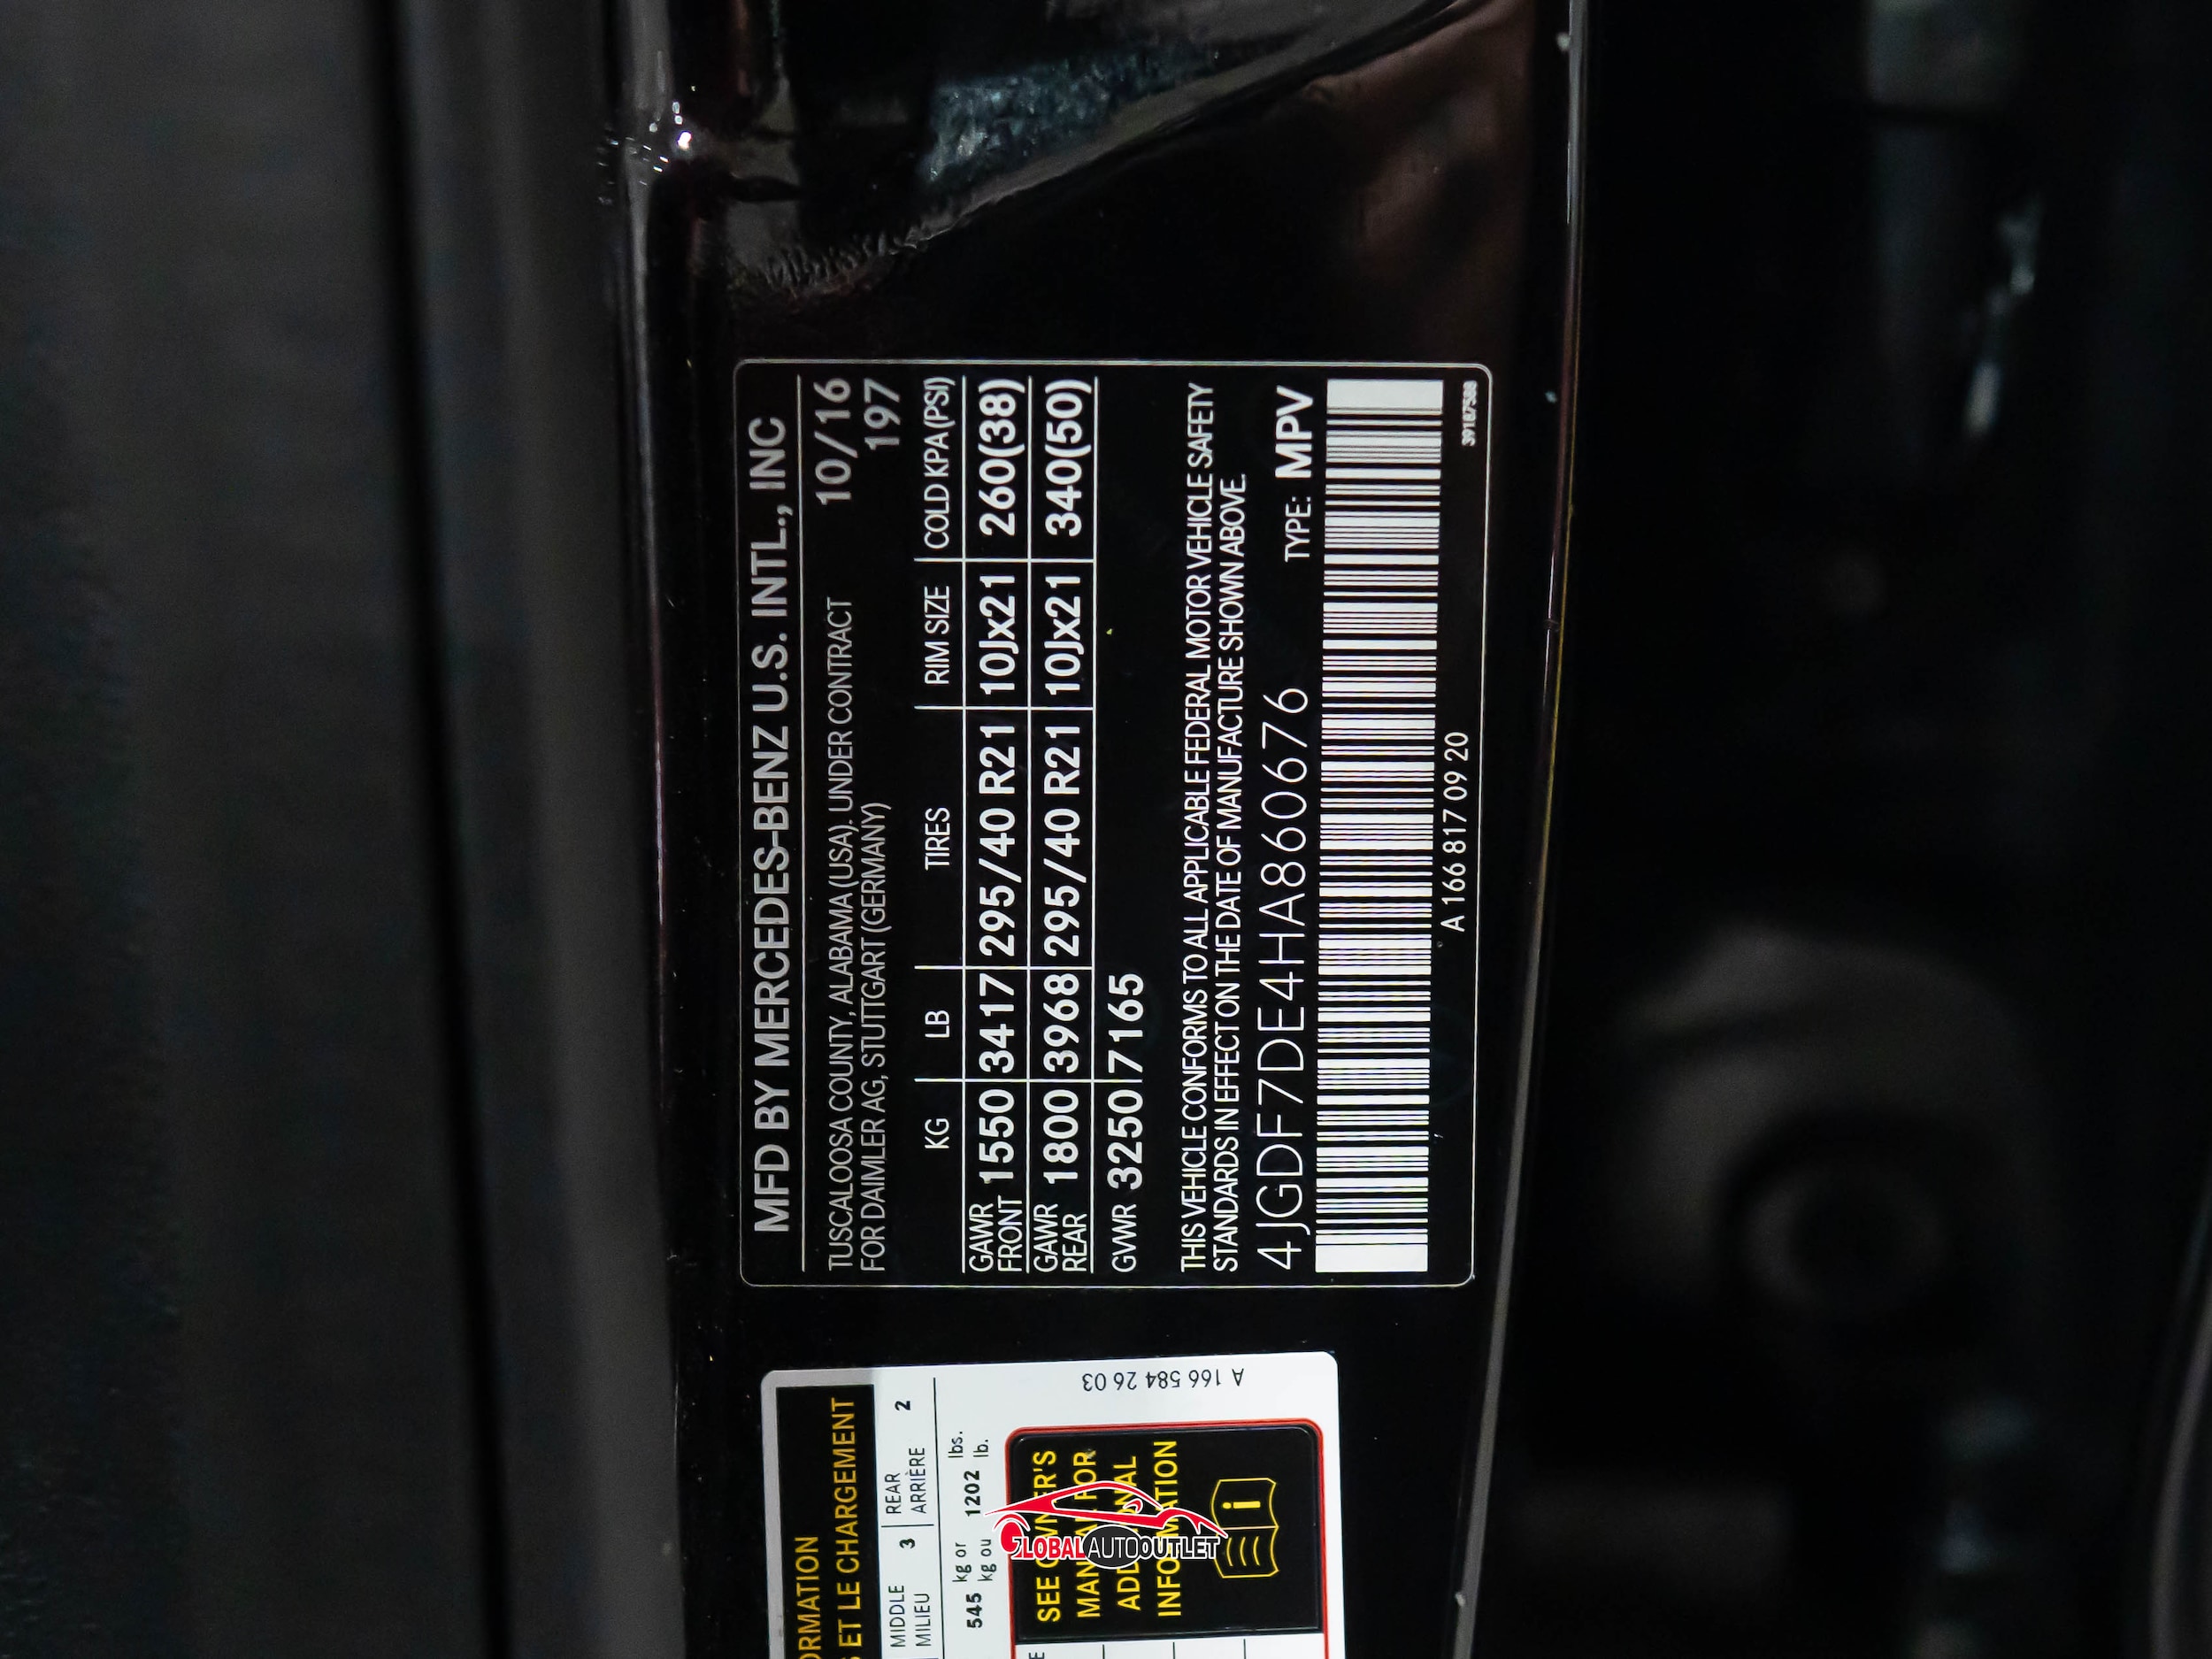 MFD BY MERCEDES-BENZ U.S. INTL., INC
TUSCALOOSA COUNTY, ALABAMA (USA). UNDER CONTRACT 10/16
FOR DAIMLER AG, STUTTGART (GERMANY) 197
KG LB TIRES RIM SIZE COLD KPA (PSI)
GAWR FRONT 1550 3417 295/40 R21 10Jx21 260(38)
GAWR REAR 1800 3968 295/40 R21 10Jx21 340(50)
GVWR 3250 7165
THIS VEHICLE CONFORMS TO ALL APPLICABLE FEDERAL MOTOR VEHICLE SAFETY
STANDARDS IN EFFECT ON THE DATE OF MANUFACTURE SHOWN ABOVE.
4JGDF7DE4HA860676 TYPE: MPV
A 166 817 09 20
39187588
ET LE CHARGEMENT
MIDDLE 3 REAR 2
MILIEU ARRIÈRE
545 kg or 1202 lbs.
kg ou lb.
SEE OWNER'S
MANUAL FOR
ADDITIONAL
INFORMATION
A 166 584 26 03
GLOBALAUTOOUTLET